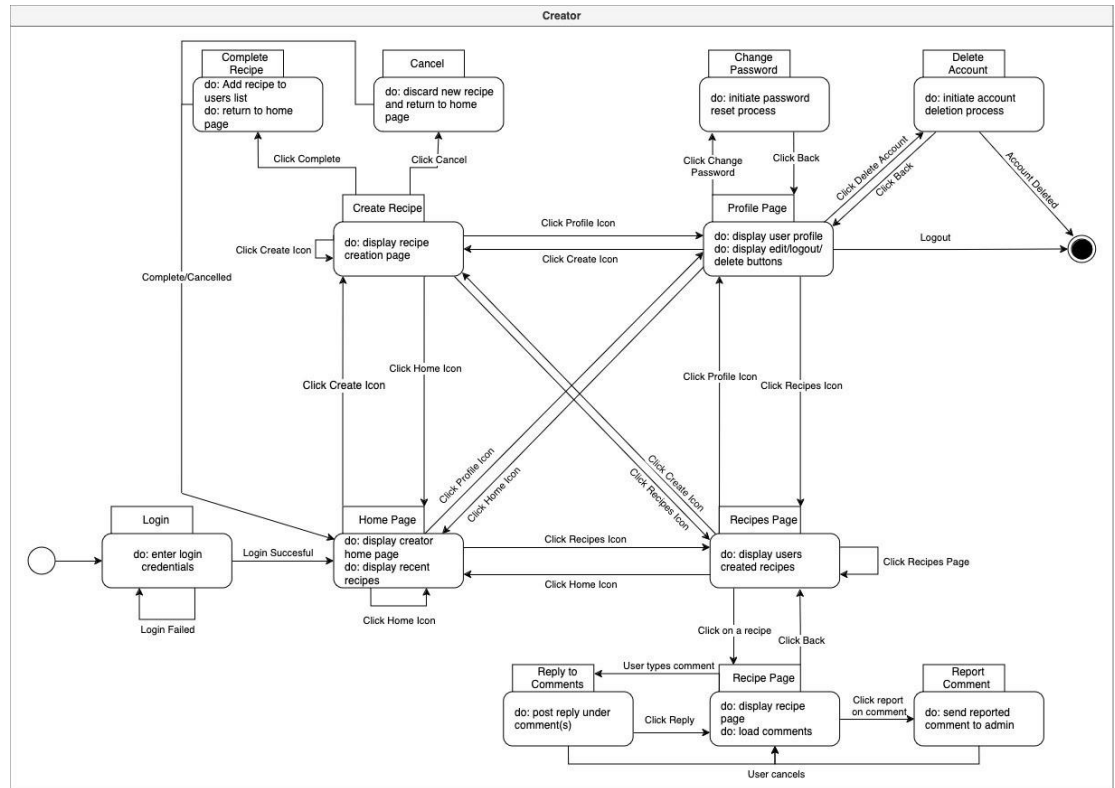 Creator
Complete
Recipe
do: Add recipe to
users list
do: return to home
page
Cancel
do: discard new recipe
and return to home
page
Change
Password
do: initiate password
reset process
Delete
Account
do: initiate account
deletion process
Click Complete
Click Cancel
Click Change
Password
Click Back
Click Delete Account
Click Back
Account Deleted
Create Recipe
do: display recipe
creation page
Click Create Icon
Click Profile Icon
Click Create Icon
Profile Page
do: display user profile
do: display edit/logout/
delete buttons
Logout
Complete/Cancelled
Click Create Icon
Click Home Icon
Click Profile Icon
Click Recipes Icon
Click Profile Icon
Click Home Icon
Click Create Icon
Click Recipes Icon
Login
do: enter login
credentials
Login Succesful
Login Failed
Home Page
do: display creator
home page
do: display recent
recipes
Click Home Icon
Click Recipes Icon
Click Home Icon
Recipes Page
do: display users
created recipes
Click Recipes Page
Click on a recipe
Click Back
Reply to
Comments
do: post reply under
comment(s)
User types comment
Click Reply
Recipe Page
do: display recipe
page
do: load comments
Click report
on comment
Report
Comment
do: send reported
comment to admin
User cancels